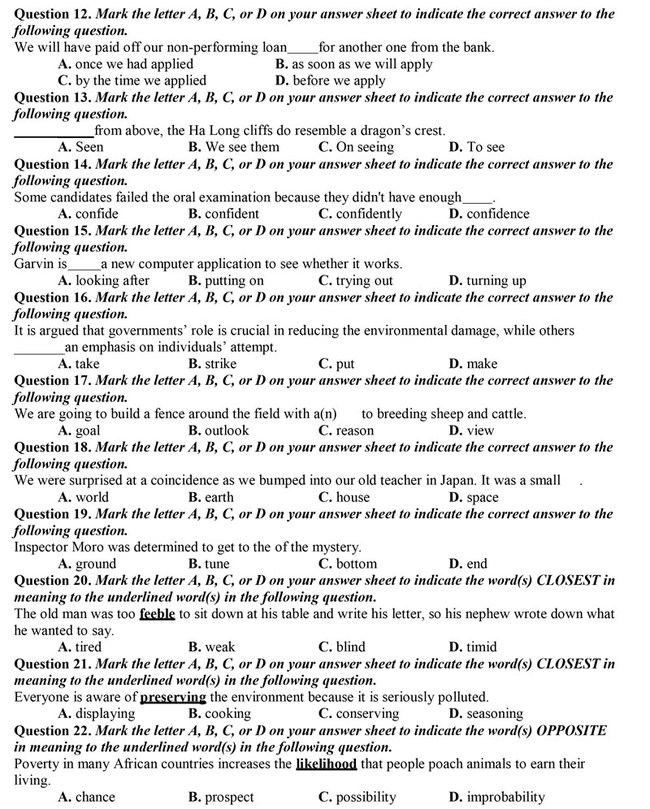 Question 12. Mark the letter A, B, C, or D on your answer sheet to indicate the correct answer to the
following question.
We will have paid off our non-performing loan____for another one from the bank.
A. once we had applied B. as soon as we will apply
C. by the time we applied D. before we apply
Question 13. Mark the letter A, B, C, or D on your answer sheet to indicate the correct answer to the
following question.
__________from above, the Ha Long cliffs do resemble a dragon's crest.
A. Seen B. We see them C. On seeing D. To see
Question 14. Mark the letter A, B, C, or D on your answer sheet to indicate the correct answer to the
following question.
Some candidates failed the oral examination because they didn't have enough____.
A. confide B. confident C. confidently D. confidence
Question 15. Mark the letter A, B, C, or D on your answer sheet to indicate the correct answer to the
following question.
Garvin is____a new computer application to see whether it works.
A. looking after B. putting on C. trying out D. turning up
Question 16. Mark the letter A, B, C, or D on your answer sheet to indicate the correct answer to the
following question.
It is argued that governments' role is crucial in reducing the environmental damage, while others
______an emphasis on individuals' attempt.
A. take B. strike C. put D. make
Question 17. Mark the letter A, B, C, or D on your answer sheet to indicate the correct answer to the
following question.
We are going to build a fence around the field with a(n) to breeding sheep and cattle.
A. goal B. outlook C. reason D. view
Question 18. Mark the letter A, B, C, or D on your answer sheet to indicate the correct answer to the
following question.
We were surprised at a coincidence as we bumped into our old teacher in Japan. It was a small .
A. world B. earth C. house D. space
Question 19. Mark the letter A, B, C, or D on your answer sheet to indicate the correct answer to the
following question.
Inspector Moro was determined to get to the of the mystery.
A. ground B. tune C. bottom D. end
Question 20. Mark the letter A, B, C, or D on your answer sheet to indicate the word(s) CLOSEST in
meaning to the underlined word(s) in the following question.
The old man was too feeble to sit down at his table and write his letter, so his nephew wrote down what
he wanted to say.
A. tired B. weak C. blind D. timid
Question 21. Mark the letter A, B, C, or D on your answer sheet to indicate the word(s) CLOSEST in
meaning to the underlined word(s) in the following question.
Everyone is aware of preserving the environment because it is seriously polluted.
A. displaying B. cooking C. conserving D. seasoning
Question 22. Mark the letter A, B, C, or D on your answer sheet to indicate the word(s) OPPOSITE
in meaning to the underlined word(s) in the following question.
Poverty in many African countries increases the likelihood that people poach animals to earn their
living.
A. chance B. prospect C. possibility D. improbability